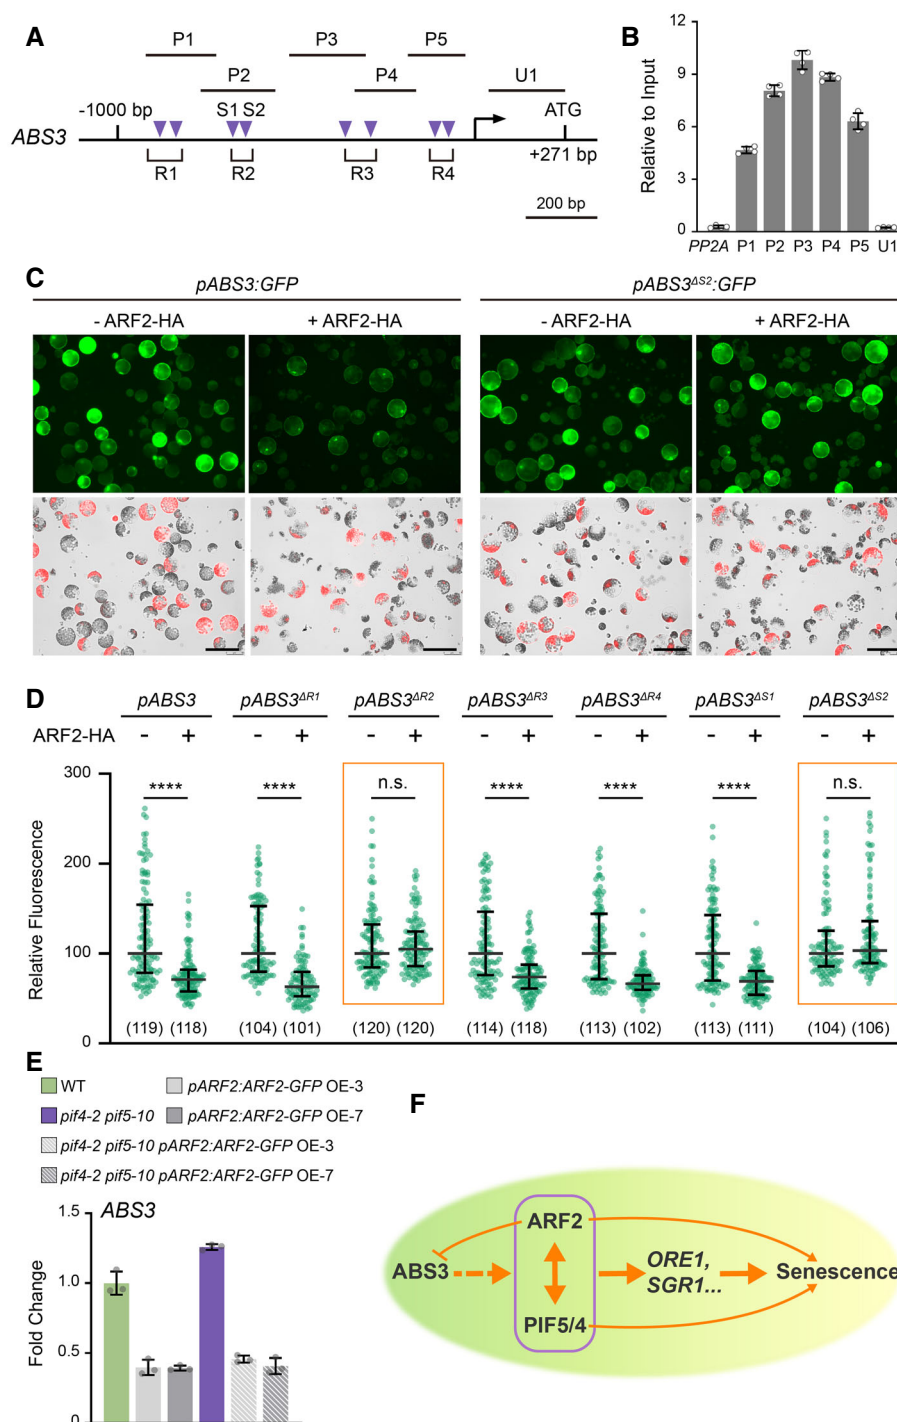 A
P1 P3 P5
P2 P4 U1
-1000 bp S1 S2 ATG
ABS3
+271 bp
R1 R2 R3 R4
200 bp
B
Relative to Input
12
9
6
3
0
PP2A P1 P2 P3 P4 P5 U1
C
pABS3:GFP pABS3ΔS2:GFP
- ARF2-HA + ARF2-HA - ARF2-HA + ARF2-HA
D
pABS3 pABS3ΔR1 pABS3ΔR2 pABS3ΔR3 pABS3ΔR4 pABS3ΔS1 pABS3ΔS2
ARF2-HA - + - + - + - + - + - + - +
Relative Fluorescence
300
200
100
0
**** **** n.s. **** **** **** n.s.
(119) (118) (104) (101) (120) (120) (114) (118) (113) (102) (113) (111) (104) (106)
E
WT
pARF2:ARF2-GFP OE-3
pif4-2 pif5-10
pARF2:ARF2-GFP OE-7
pif4-2 pif5-10 pARF2:ARF2-GFP OE-3
pif4-2 pif5-10 pARF2:ARF2-GFP OE-7
ABS3
Fold Change
1.5
1.0
0.5
0
F
ARF2
ABS3
ORE1,
SGR1...
Senescence
PIF5/4